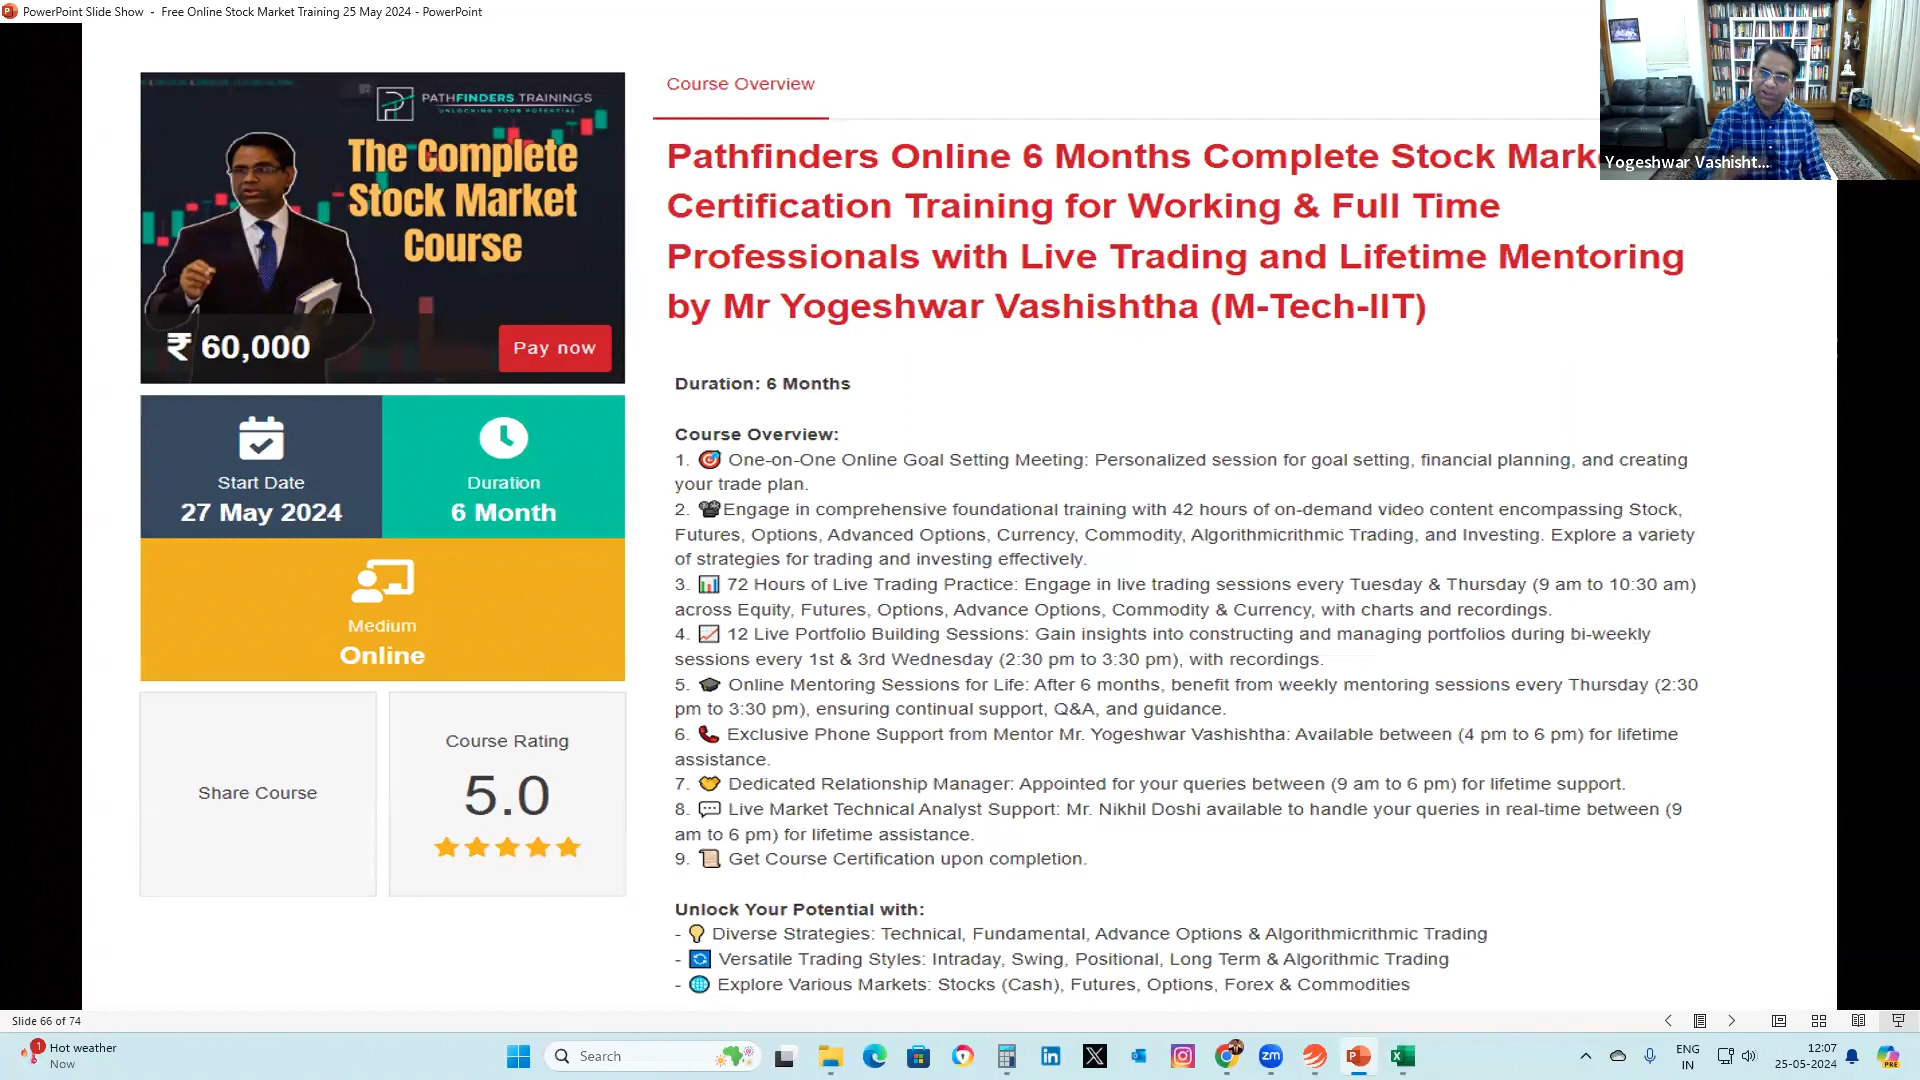 PowerPoint Slide Show - Free Online Stock Market Training 25 May 2024 - PowerPoint
Yogeshwar Vashisht...
PATHFINDERS TRAININGS
UNLOCKING YOUR POTENTIAL
The Complete
Stock Market
Course
₹ 60,000
Pay now
Start Date
27 May 2024
Duration
6 Month
Medium
Online
Share Course
Course Rating
5.0
Course Overview
Pathfinders Online 6 Months Complete Stock Mark
Certification Training for Working & Full Time
Professionals with Live Trading and Lifetime Mentoring
by Mr Yogeshwar Vashishtha (M-Tech-IIT)
Duration: 6 Months
Course Overview:
1. 🎯 One-on-One Online Goal Setting Meeting: Personalized session for goal setting, financial planning, and creating
your trade plan.
2. 📽Engage in comprehensive foundational training with 42 hours of on-demand video content encompassing Stock,
Futures, Options, Advanced Options, Currency, Commodity, Algorithmicrithmic Trading, and Investing. Explore a variety
of strategies for trading and investing effectively.
3. 📊 72 Hours of Live Trading Practice: Engage in live trading sessions every Tuesday & Thursday (9 am to 10:30 am)
across Equity, Futures, Options, Advance Options, Commodity & Currency, with charts and recordings.
4. 📈 12 Live Portfolio Building Sessions: Gain insights into constructing and managing portfolios during bi-weekly
sessions every 1st & 3rd Wednesday (2:30 pm to 3:30 pm), with recordings.
5. 🎓 Online Mentoring Sessions for Life: After 6 months, benefit from weekly mentoring sessions every Thursday (2:30
pm to 3:30 pm), ensuring continual support, Q&A, and guidance.
6. 📞 Exclusive Phone Support from Mentor Mr. Yogeshwar Vashishtha: Available between (4 pm to 6 pm) for lifetime
assistance.
7. 🤝 Dedicated Relationship Manager: Appointed for your queries between (9 am to 6 pm) for lifetime support.
8. 💬 Live Market Technical Analyst Support: Mr. Nikhil Doshi available to handle your queries in real-time between (9
am to 6 pm) for lifetime assistance.
9. 📜 Get Course Certification upon completion.
Unlock Your Potential with:
- 💡 Diverse Strategies: Technical, Fundamental, Advance Options & Algorithmicrithmic Trading
- 🔄 Versatile Trading Styles: Intraday, Swing, Positional, Long Term & Algorithmic Trading
- 🌐 Explore Various Markets: Stocks (Cash), Futures, Options, Forex & Commodities
Slide 66 of 74
1
Hot weather
Now
Search
zm
ENG
IN
12:07
25-05-2024
PRE